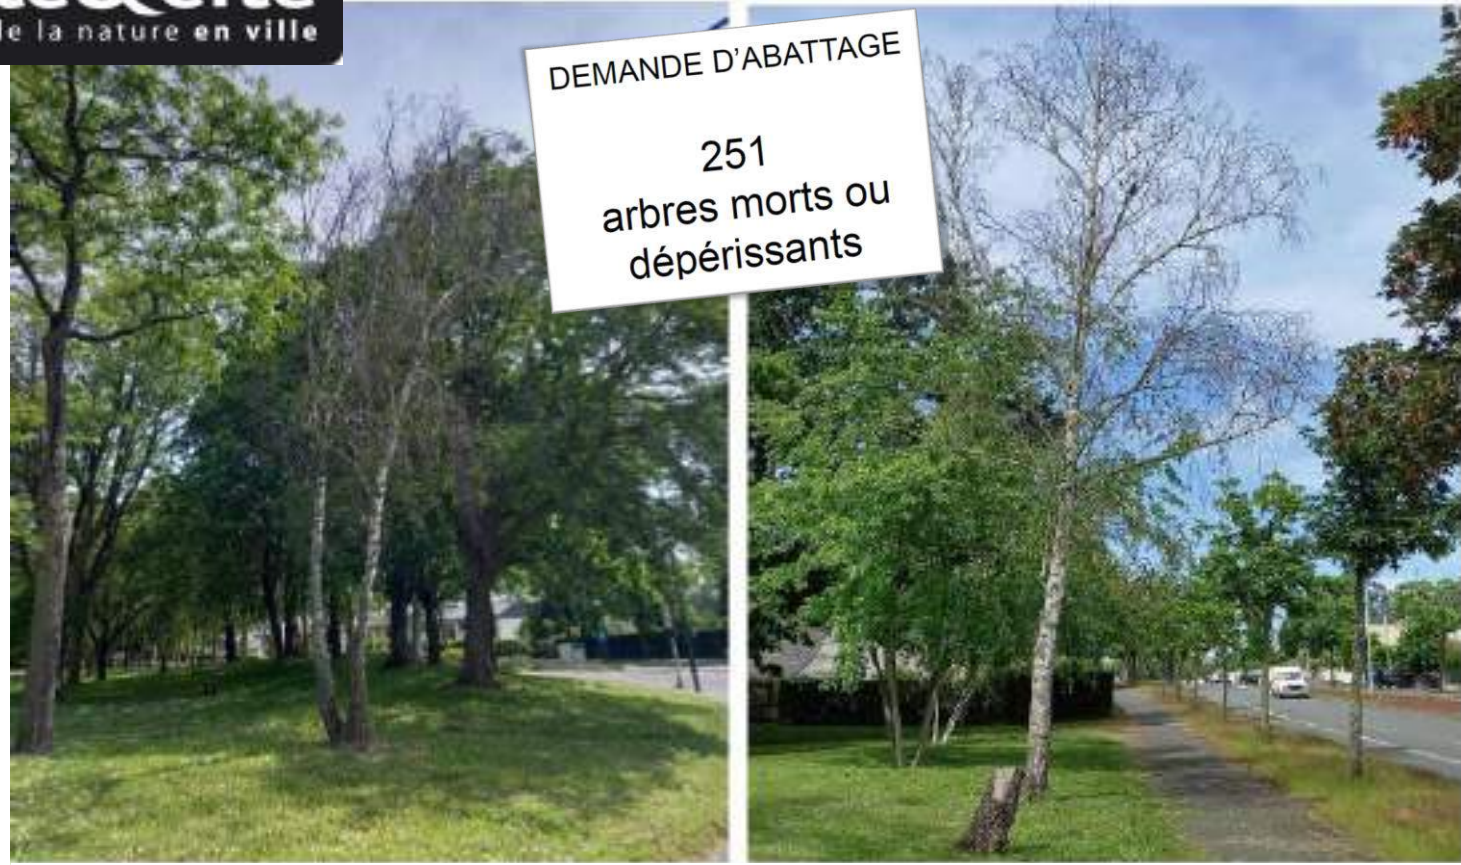 de la nature en ville
DEMANDE D'ABATTAGE
251
arbres morts ou
dépérissants